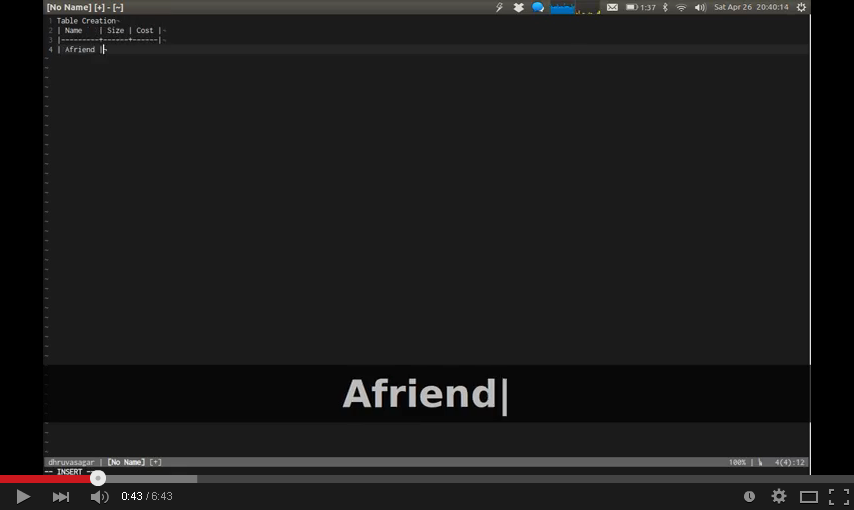 [No Name] [+] - [~]
1:37
Sat Apr 26 20:40:14
1 Table Creation
2 | Name | Size | Cost |
3 |---------+------+------|
4 | Afriend |
Afriend|
dhruvasagar | [No Name] [+]
100% | 4(4):12
-- INSERT --
0:43 / 6:43